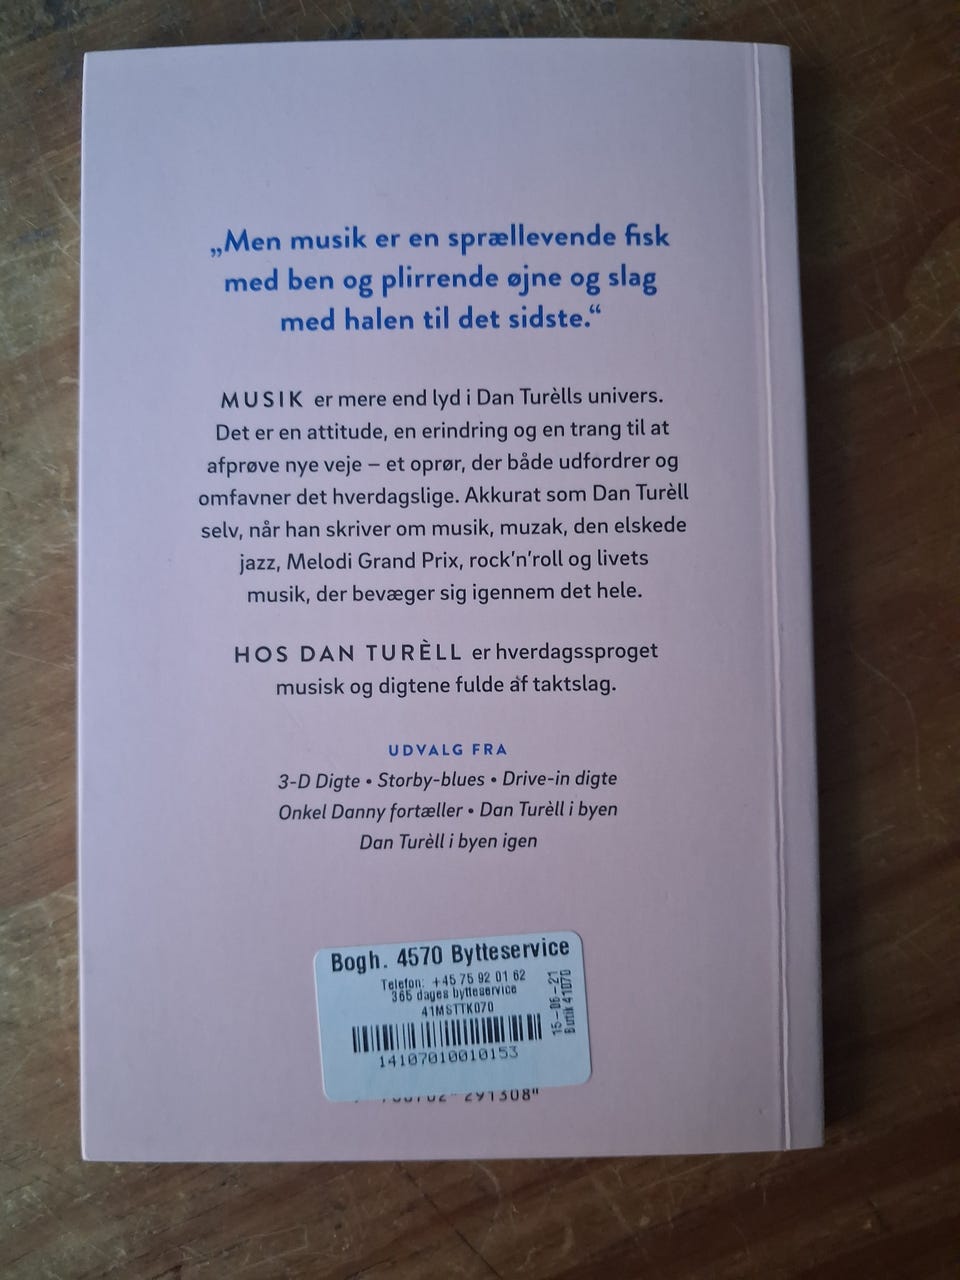 „Men musik er en sprællevende fisk
med ben og plirrende øjne og slag
med halen til det sidste.“
MUSIK er mere end lyd i Dan Turèlls univers.
Det er en attitude, en erindring og en trang til at
afprøve nye veje – et oprør, der både udfordrer og
omfavner det hverdagslige. Akkurat som Dan Turèll
selv, når han skriver om musik, muzak, den elskede
jazz, Melodi Grand Prix, rock'n'roll og livets
musik, der bevæger sig igennem det hele.
HOS DAN TURÈLL er hverdagssproget
musisk og digtene fulde af taktslag.
UDVALG FRA
3-D Digte • Storby-blues • Drive-in digte
Onkel Danny fortæller • Dan Turèll i byen
Dan Turèll i byen igen
Bogh. 4570 Bytteservice
Telefon: +45 75 92 01 62
365 dages bytteservice
41MSTTK070
14107010010153
15-06-21
Butik 41070
291308"